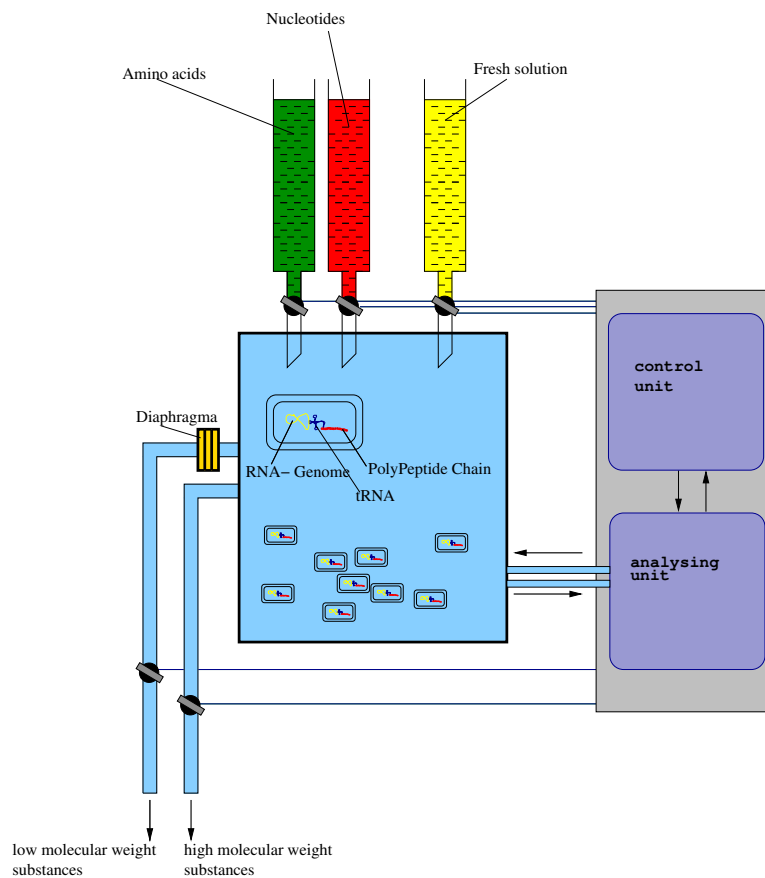 Nucleotides
Amino acids
Fresh solution
control
unit
Diaphragma
RNA− Genome
PolyPeptide Chain
tRNA
analysing
unit
low molecular weight
substances
high molecular weight
substances